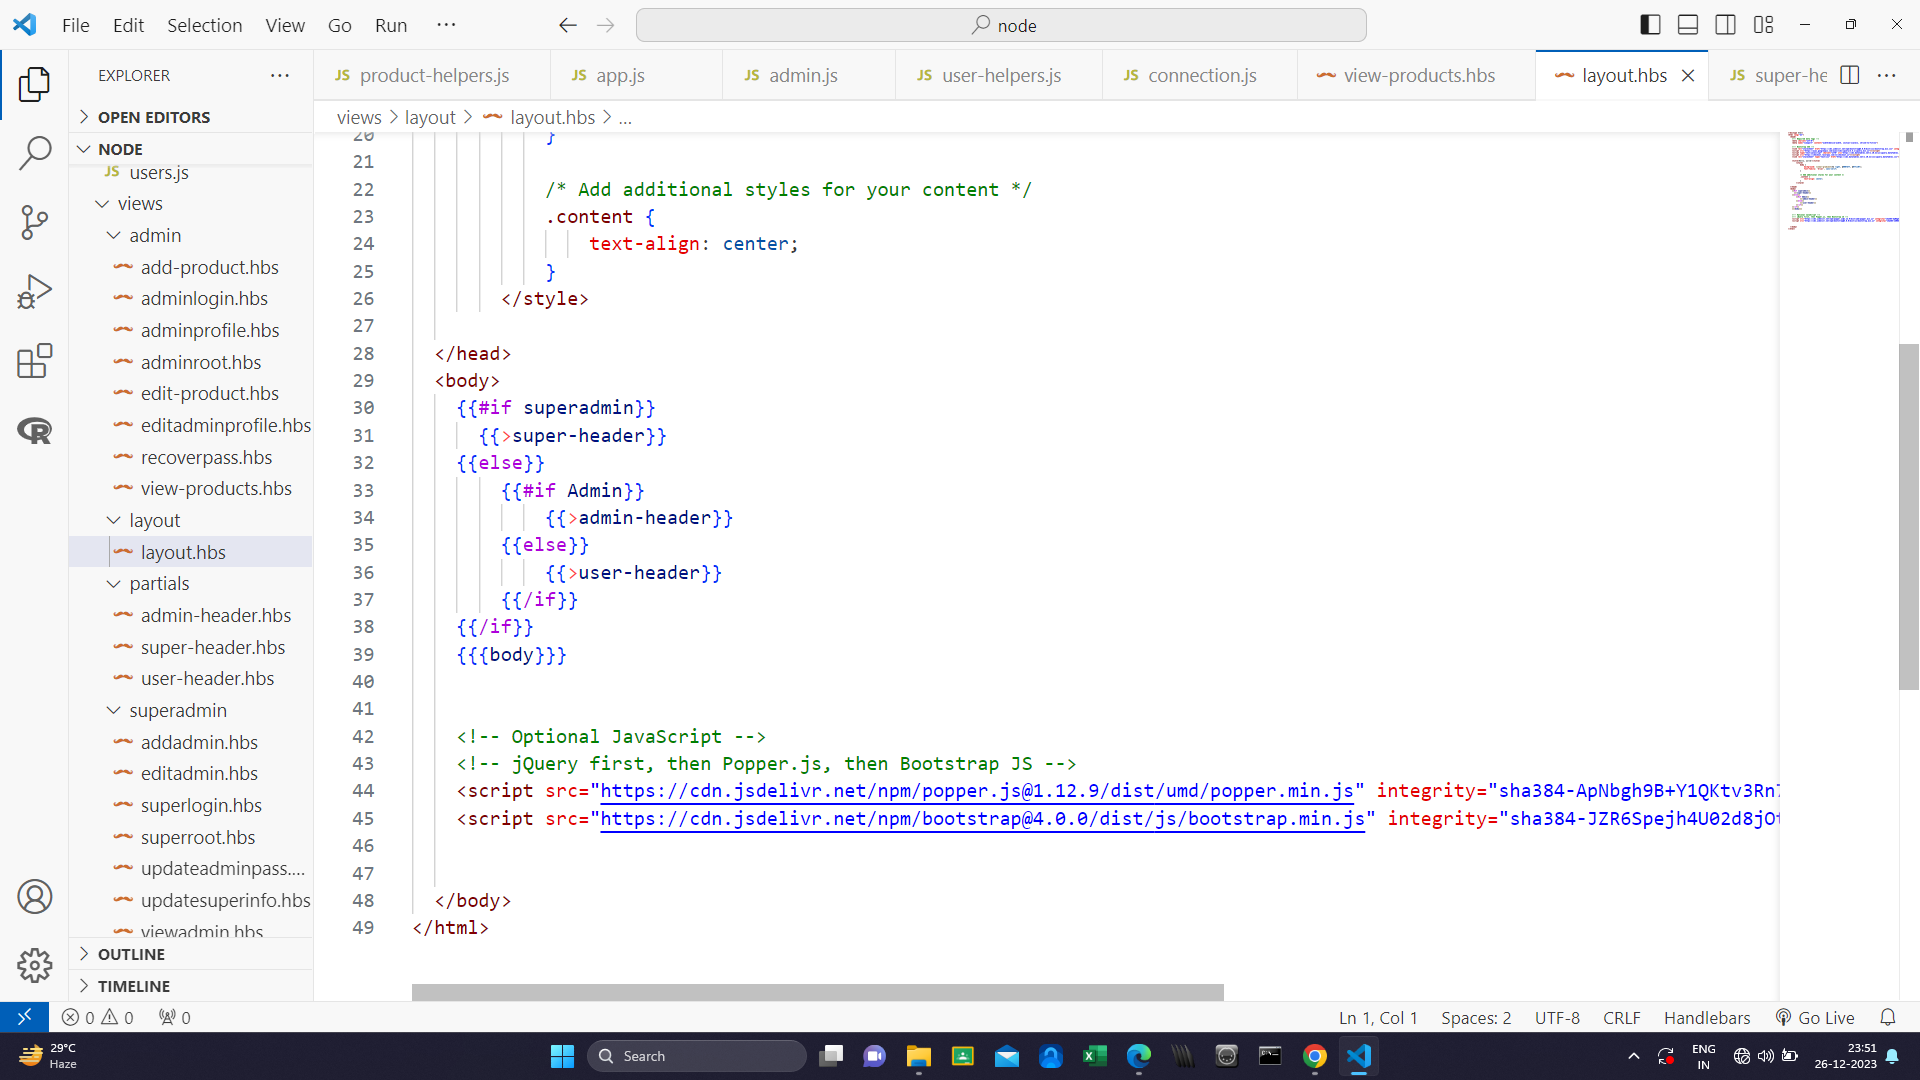 File Edit Selection View Go Run ···
node
EXPLORER ···
JS product-helpers.js
JS app.js
JS admin.js
JS user-helpers.js
JS connection.js
view-products.hbs
layout.hbs
JS super-he
···
views > layout > layout.hbs > ...
OPEN EDITORS
NODE
JS users.js
views
admin
add-product.hbs
adminlogin.hbs
adminprofile.hbs
adminroot.hbs
edit-product.hbs
editadminprofile.hbs
recoverpass.hbs
view-products.hbs
layout
layout.hbs
partials
admin-header.hbs
super-header.hbs
user-header.hbs
superadmin
addadmin.hbs
editadmin.hbs
superlogin.hbs
superroot.hbs
updateadminpass....
updatesuperinfo.hbs
viewadmin.hbs
OUTLINE
TIMELINE
20 }
21
22 /* Add additional styles for your content */
23 .content {
24 text-align: center;
25 }
26 </style>
27
28 </head>
29 <body>
30 {{#if superadmin}}
31 {{>super-header}}
32 {{else}}
33 {{#if Admin}}
34 {{>admin-header}}
35 {{else}}
36 {{>user-header}}
37 {{/if}}
38 {{/if}}
39 {{{body}}}
40
41
42 <!-- Optional JavaScript -->
43 <!-- jQuery first, then Popper.js, then Bootstrap JS -->
44 <script src="https://cdn.jsdelivr.net/npm/popper.js@1.12.9/dist/umd/popper.min.js" integrity="sha384-ApNbgh9B+Y1QKtv3Rn7
45 <script src="https://cdn.jsdelivr.net/npm/bootstrap@4.0.0/dist/js/bootstrap.min.js" integrity="sha384-JZR6Spejh4U02d8jOt
46
47
48 </body>
49 </html>
0 0 0
Ln 1, Col 1 Spaces: 2 UTF-8 CRLF Handlebars Go Live
29°C
Haze
Search
ENG
IN
23:51
26-12-2023